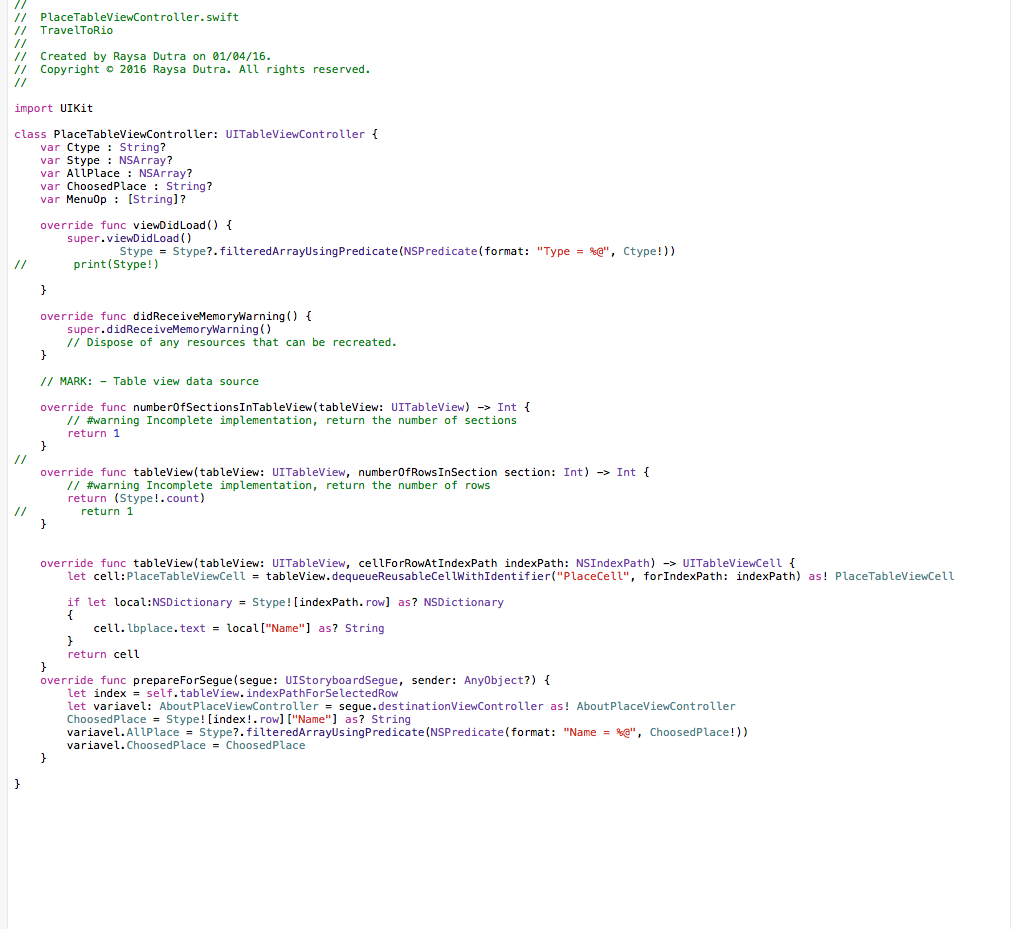 //
//  PlaceTableViewController.swift
//  TravelToRio
//
//  Created by Raysa Dutra on 01/04/16.
//  Copyright © 2016 Raysa Dutra. All rights reserved.
//

import UIKit

class PlaceTableViewController: UITableViewController {
    var Ctype : String?
    var Stype : NSArray?
    var AllPlace : NSArray?
    var ChoosedPlace : String?
    var MenuOp : [String]?

    override func viewDidLoad() {
        super.viewDidLoad()
                Stype = Stype?.filteredArrayUsingPredicate(NSPredicate(format: "Type = %@", Ctype!))
//       print(Stype!)

    }

    override func didReceiveMemoryWarning() {
        super.didReceiveMemoryWarning()
        // Dispose of any resources that can be recreated.
    }

    // MARK: - Table view data source

    override func numberOfSectionsInTableView(tableView: UITableView) -> Int {
        // #warning Incomplete implementation, return the number of sections
        return 1
    }
//
    override func tableView(tableView: UITableView, numberOfRowsInSection section: Int) -> Int {
        // #warning Incomplete implementation, return the number of rows
        return (Stype!.count)
//        return 1
    }


    override func tableView(tableView: UITableView, cellForRowAtIndexPath indexPath: NSIndexPath) -> UITableViewCell {
        let cell:PlaceTableViewCell = tableView.dequeueReusableCellWithIdentifier("PlaceCell", forIndexPath: indexPath) as! PlaceTableViewCell

        if let local:NSDictionary = Stype![indexPath.row] as? NSDictionary
        {
            cell.lbplace.text = local["Name"] as? String
        }
        return cell
    }
    override func prepareForSegue(segue: UIStoryboardSegue, sender: AnyObject?) {
        let index = self.tableView.indexPathForSelectedRow
        let variavel: AboutPlaceViewController = segue.destinationViewController as! AboutPlaceViewController
        ChoosedPlace = Stype![index!.row]["Name"] as? String
        variavel.AllPlace = Stype?.filteredArrayUsingPredicate(NSPredicate(format: "Name = %@", ChoosedPlace!))
        variavel.ChoosedPlace = ChoosedPlace
    }

}